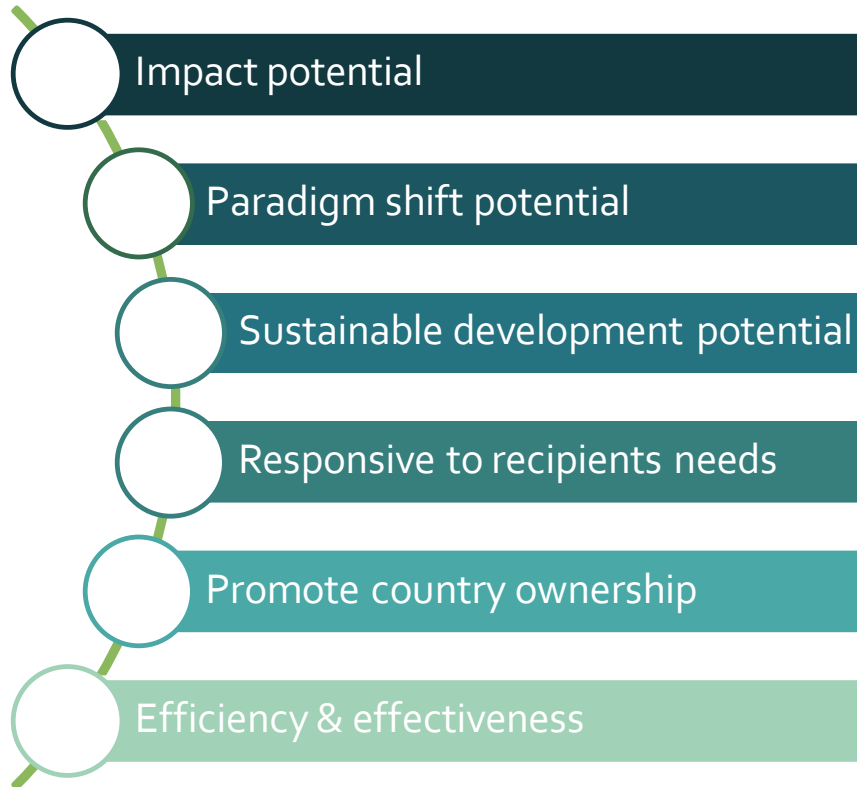 Impact potential
Paradigm shift potential
Sustainable development potential
Responsive to recipients needs
Promote country ownership
Efficiency & effectiveness